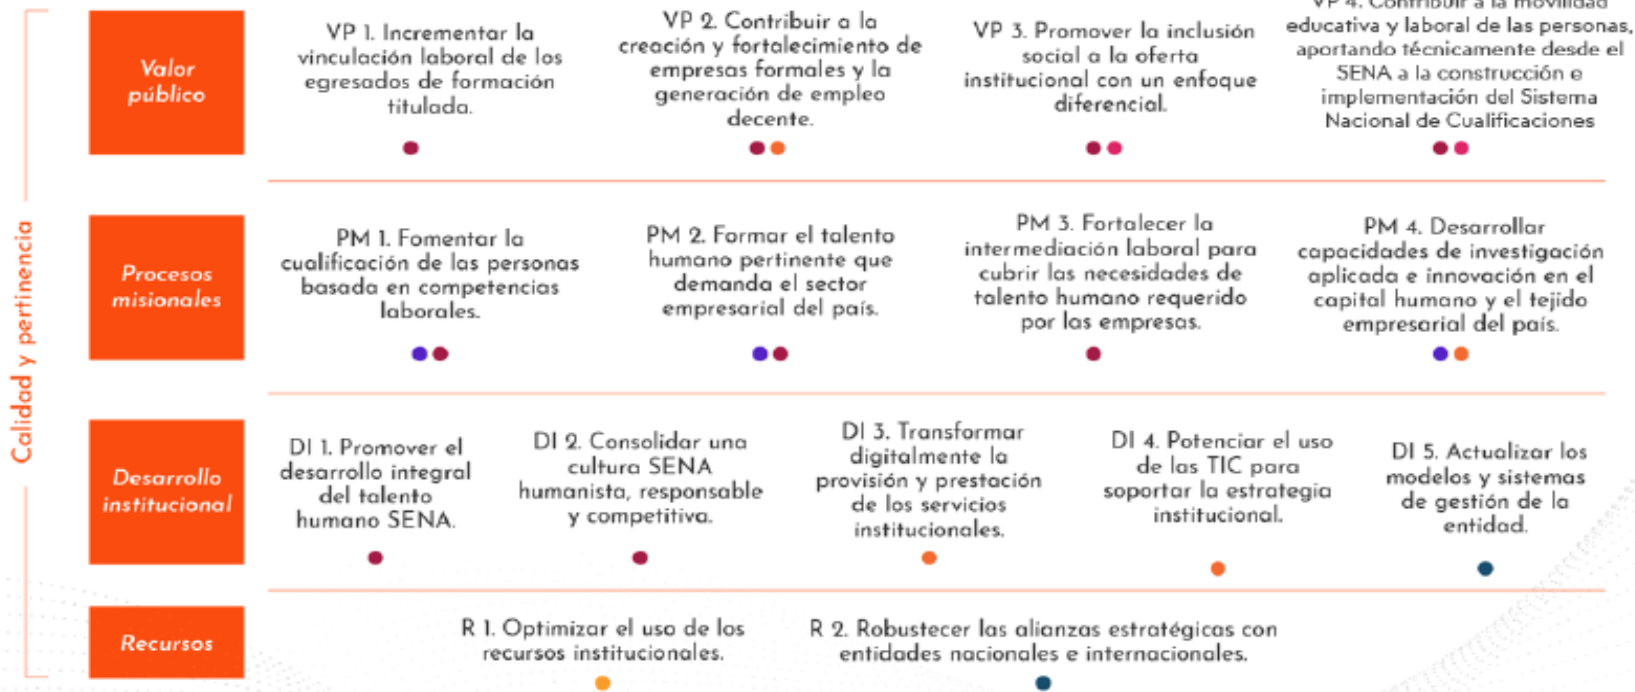 Calidad y pertinencia
Valor
público
VP 1. Incrementar la
vinculación laboral de los
egresados de formación
titulada.
VP 2. Contribuir a la
creación y fortalecimiento de
empresas formales y la
generación de empleo
decente.
VP 3. Promover la inclusión
social a la oferta
institucional con un enfoque
diferencial.
VP 4. Contribuir a la movilidad
educativa y laboral de las personas,
aportando técnicamente desde el
SENA a la construcción e
implementación del Sistema
Nacional de Cualificaciones
Procesos
misionales
PM 1. Fomentar la
cualificación de las personas
basada en competencias
laborales.
PM 2. Formar el talento
humano pertinente que
demanda el sector
empresarial del país.
PM 3. Fortalecer la
intermediación laboral para
cubrir las necesidades de
talento humano requerido
por las empresas.
PM 4. Desarrollar
capacidades de investigación
aplicada e innovación en el
capital humano y el tejido
empresarial del país.
Desarrollo
institucional
DI 1. Promover el
desarrollo integral
del talento
humano SENA.
DI 2. Consolidar una
cultura SENA
humanista, responsable
y competitiva.
DI 3. Transformar
digitalmente la
provisión y prestación
de los servicios
institucionales.
DI 4. Potenciar el uso
de las TIC para
soportar la estrategia
institucional.
DI 5. Actualizar los
modelos y sistemas
de gestión de la
entidad.
Recursos
R 1. Optimizar el uso de los
recursos institucionales.
R 2. Robustecer las alianzas estratégicas con
entidades nacionales e internacionales.